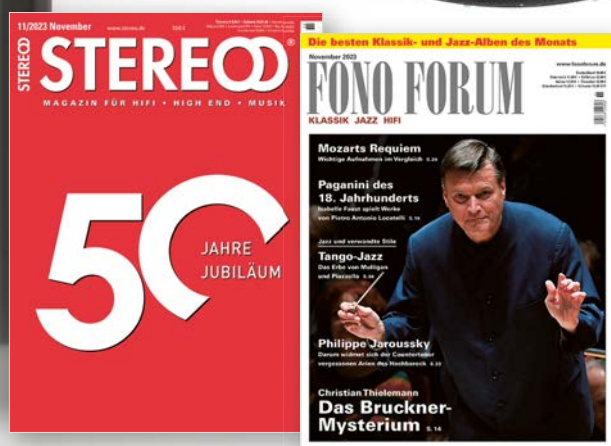 11/2023 November
www.stereo.de
STEREO
STEREO®
MAGAZIN FÜR HIFI • HIGH END • MUSIK
50
JAHRE
JUBILÄUM
Die besten Klassik- und Jazz-Alben des Monats
November 2023
www.fonoforum.de
FONO FORUM
KLASSIK JAZZ HIFI
Mozarts Requiem
Wichtige Aufnahmen im Vergleich
Paganini des
18. Jahrhunderts
Isabelle Faust spielt Werke
von Pietro Antonio Locatelli
Jazz und verwandte Stile
Tango-Jazz
Das Erbe von Mulligan
und Piazzolla
Philippe Jaroussky
Darum widmet sich der Countertenor
vergessenen Arien des Hochbarock
Christian Thielemann
Das Bruckner-
Mysterium S. 14